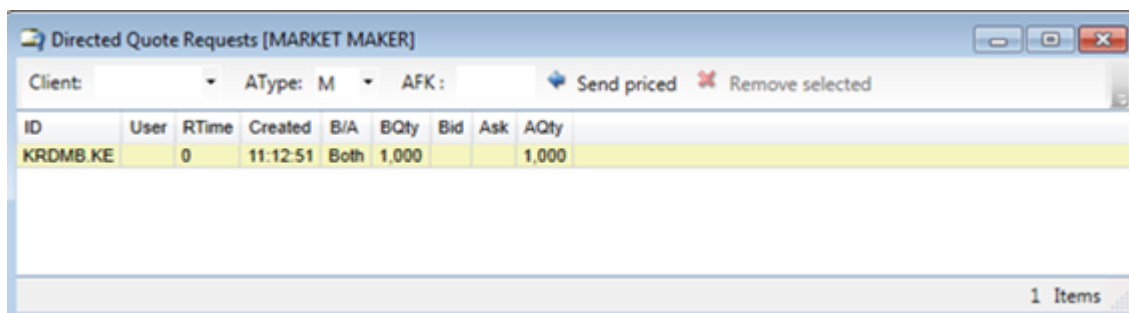 Directed Quote Requests [MARKET MAKER]
Client: AType: M AFK: Send priced Remove selected
ID User RTime Created B/A BQty Bid Ask AQty
KRDMB.KE 0 11:12:51 Both 1,000 1,000
1 Items